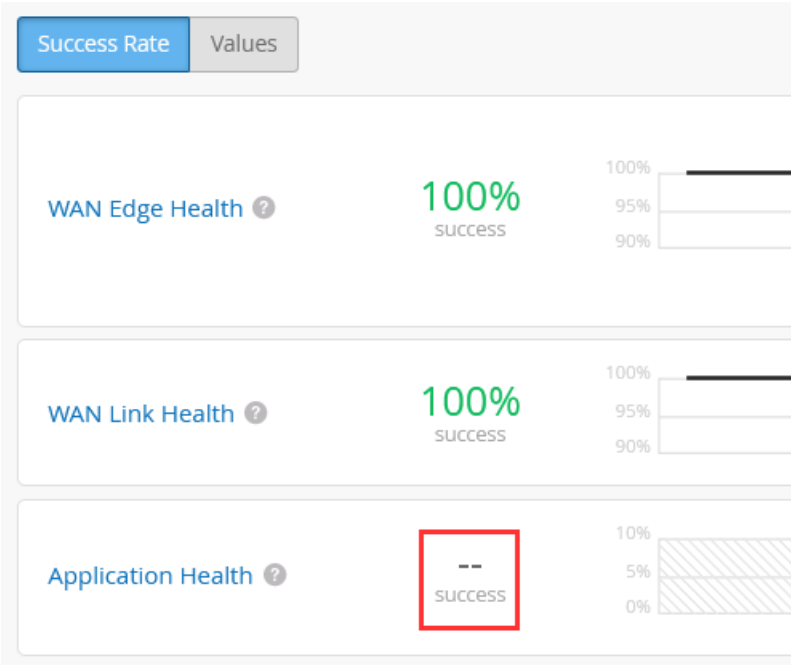 Success Rate Values
WAN Edge Health ?
100%
success
100%
95%
90%
WAN Link Health ?
100%
success
100%
95%
90%
Application Health ?
--
success
10%
5%
0%